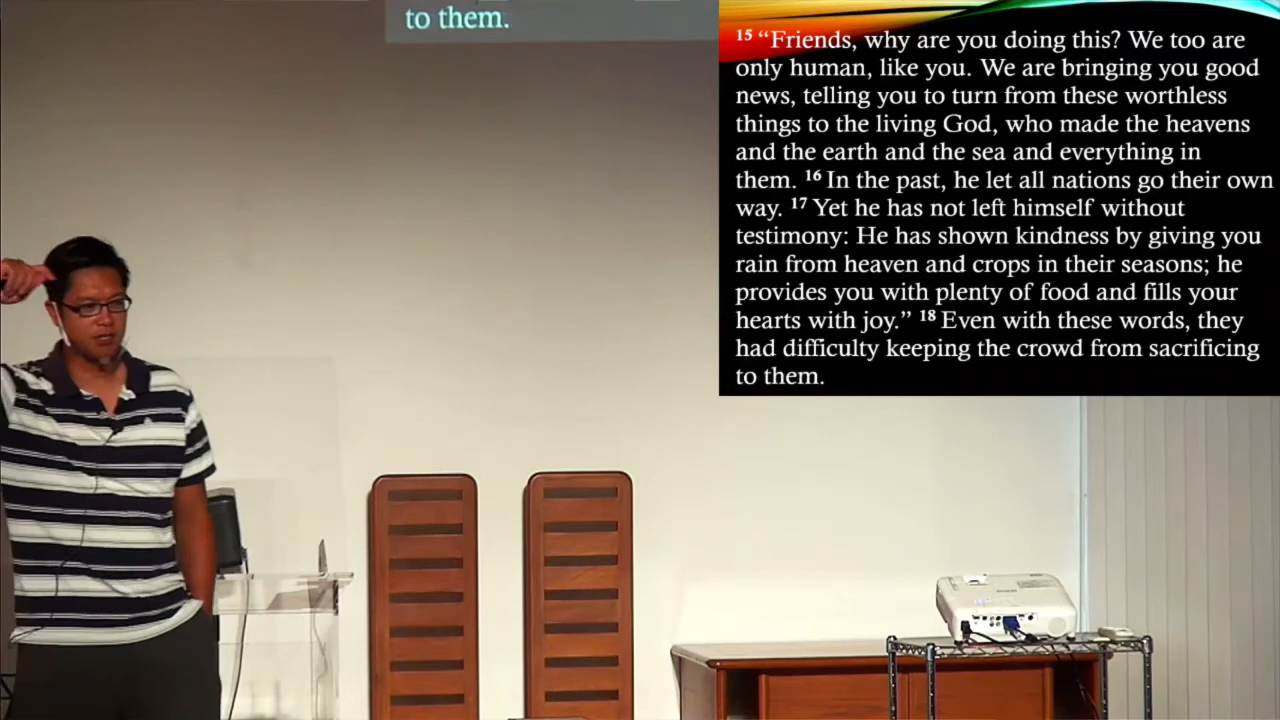 to them.
¹⁵ “Friends, why are you doing this? We too are
only human, like you. We are bringing you good
news, telling you to turn from these worthless
things to the living God, who made the heavens
and the earth and the sea and everything in
them. ¹⁶ In the past, he let all nations go their own
way. ¹⁷ Yet he has not left himself without
testimony: He has shown kindness by giving you
rain from heaven and crops in their seasons; he
provides you with plenty of food and fills your
hearts with joy.” ¹⁸ Even with these words, they
had difficulty keeping the crowd from sacrificing
to them.